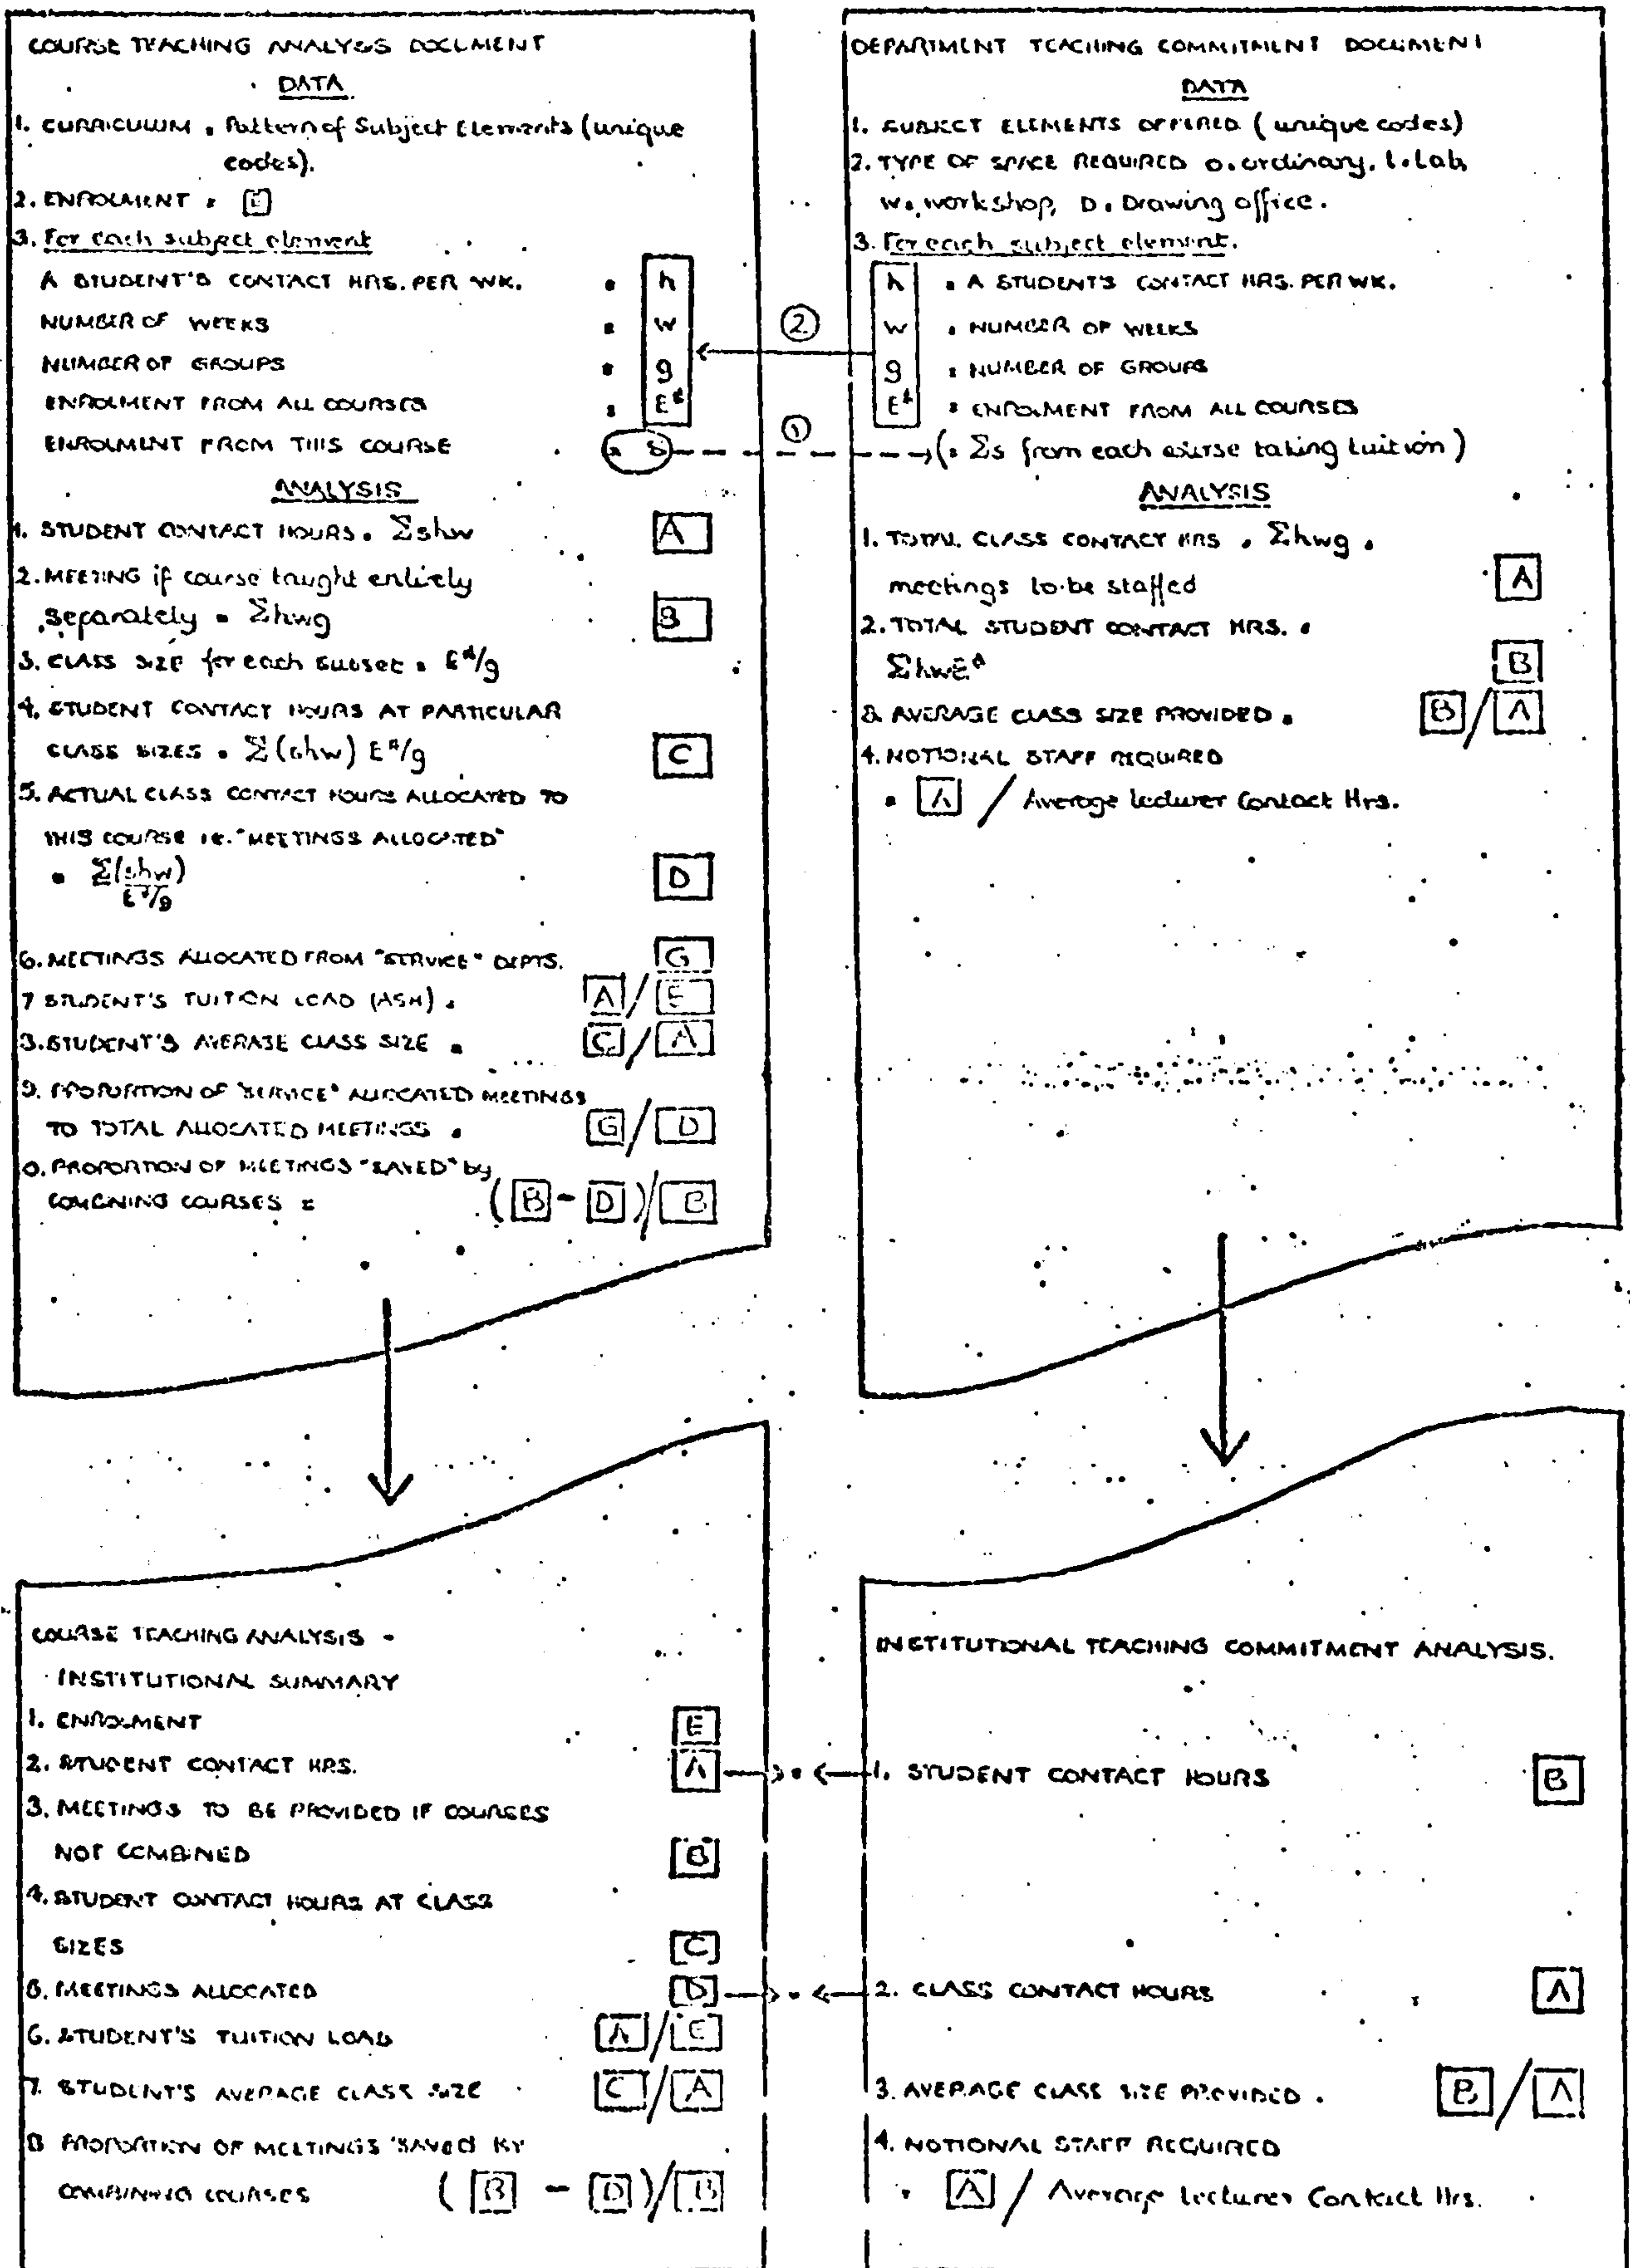 COURSE TEACHING ANALYSIS DOCUMENT
DATA
1. CURRICULUM = Pattern of Subject Elements (unique
codes).
2. ENROLMENT = E
3. For each subject element
A STUDENT'S CONTACT HRS. PER WK. = h
NUMBER OF WEEKS = w
NUMBER OF GROUPS = g
ENROLMENT FROM ALL COURSES =
ENROLMENT FROM THIS COURSE = s
ANALYSIS
1. STUDENT CONTACT HOURS = Σshw A
2. MEETING if course taught entirely
separately = Σhwg B
3. CLASS SIZE for each subset =
4. STUDENT CONTACT HOURS AT PARTICULAR
CLASS SIZES = Σ(shw) C
5. ACTUAL CLASS CONTACT HOURS ALLOCATED TO
THIS COURSE IE. "MEETINGS ALLOCATED"
= Σ(shw) D
6. MEETINGS ALLOCATED FROM "SERVICE" DEPTS. G
7 STUDENT'S TUITION LOAD (ASH) = A/E
8. STUDENT'S AVERAGE CLASS SIZE = C/A
9. PROPORTION OF "SERVICE" ALLOCATED MEETINGS
TO TOTAL ALLOCATED MEETINGS = G/D
0. PROPORTION OF MEETINGS "SAVED" by
COMBINING COURSES = (B-D)/B
②
①
DEPARTMENT TEACHING COMMITMENT DOCUMENT
DATA
1. SUBJECT ELEMENTS OFFERED (unique codes)
2. TYPE OF SPACE REQUIRED O = ordinary, L = Lab,
W = workshop, D = Drawing office.
3. For each subject element.
h = A STUDENT'S CONTACT HRS. PER WK.
w = NUMBER OF WEEKS
g = NUMBER OF GROUPS
= ENROLMENT FROM ALL COURSES
(= Σs from each course taking tuition)
ANALYSIS
1. TOTAL CLASS CONTACT HRS = Σhwg =
meetings to be staffed A
2. TOTAL STUDENT CONTACT HRS. =
B
3. AVERAGE CLASS SIZE PROVIDED = B/A
4. NOTIONAL STAFF REQUIRED
= A / Average lecturer Contact Hrs.
COURSE TEACHING ANALYSIS -
INSTITUTIONAL SUMMARY
1. ENROLMENT E
2. STUDENT CONTACT HRS. A
3. MEETINGS TO BE PROVIDED IF COURSES
NOT COMBINED B
4. STUDENT CONTACT HOURS AT CLASS
SIZES C
5. MEETINGS ALLOCATED D
6. STUDENT'S TUITION LOAD A/E
7. STUDENT'S AVERAGE CLASS SIZE C/A
8 PROPORTION OF MEETINGS "SAVED" BY
COMBINING COURSES (B - D)/B
INSTITUTIONAL TEACHING COMMITMENT ANALYSIS.
1. STUDENT CONTACT HOURS B
2. CLASS CONTACT HOURS A
3. AVERAGE CLASS SIZE PROVIDED = B/A
4. NOTIONAL STAFF REQUIRED
= A / Average Lecturer Contact Hrs.